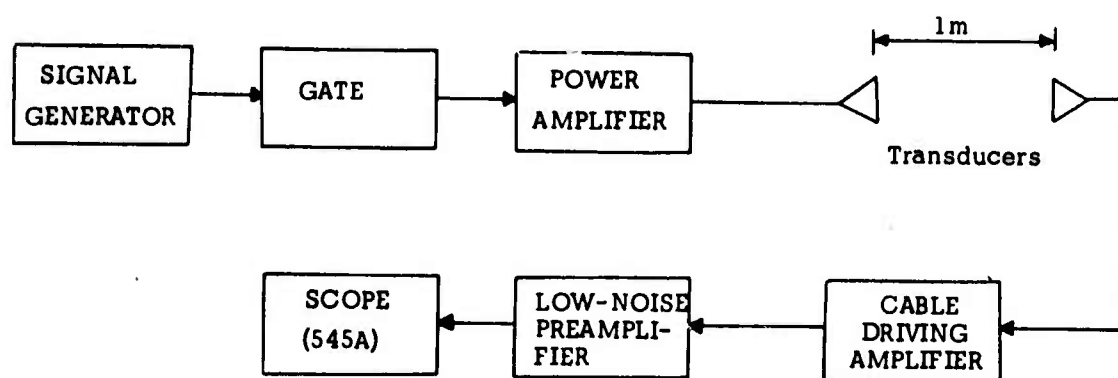 1m
SIGNAL
GENERATOR
GATE
POWER
AMPLIFIER
Transducers
SCOPE
(545A)
LOW-NOISE
PREAMPLI-
FIER
CABLE
DRIVING
AMPLIFIER